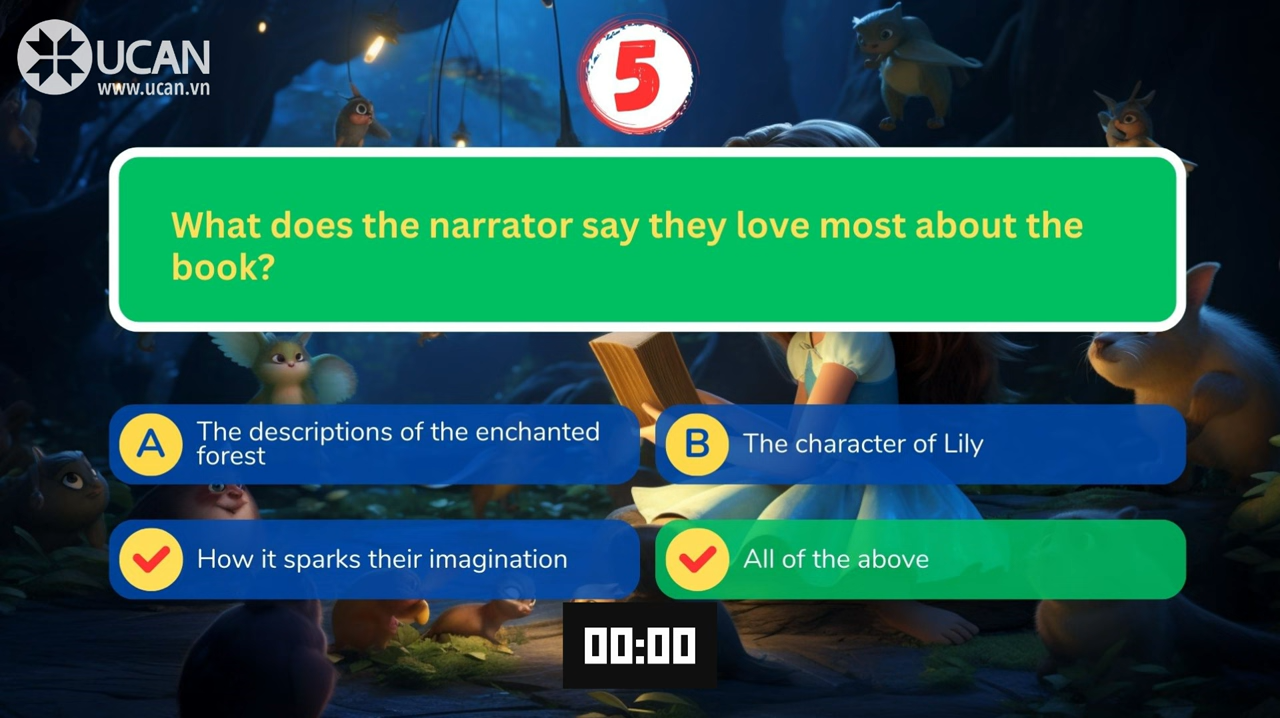 UCAN
www.ucan.vn
5
What does the narrator say they love most about the
book?
A
The descriptions of the enchanted
forest
B
The character of Lily
How it sparks their imagination
All of the above
00:00